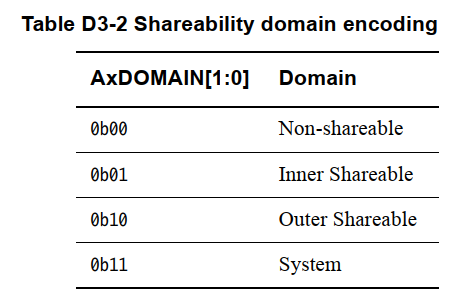 Table D3-2 Shareability domain encoding
AxDOMAIN[1:0] Domain
0b00 Non-shareable
0b01 Inner Shareable
0b10 Outer Shareable
0b11 System